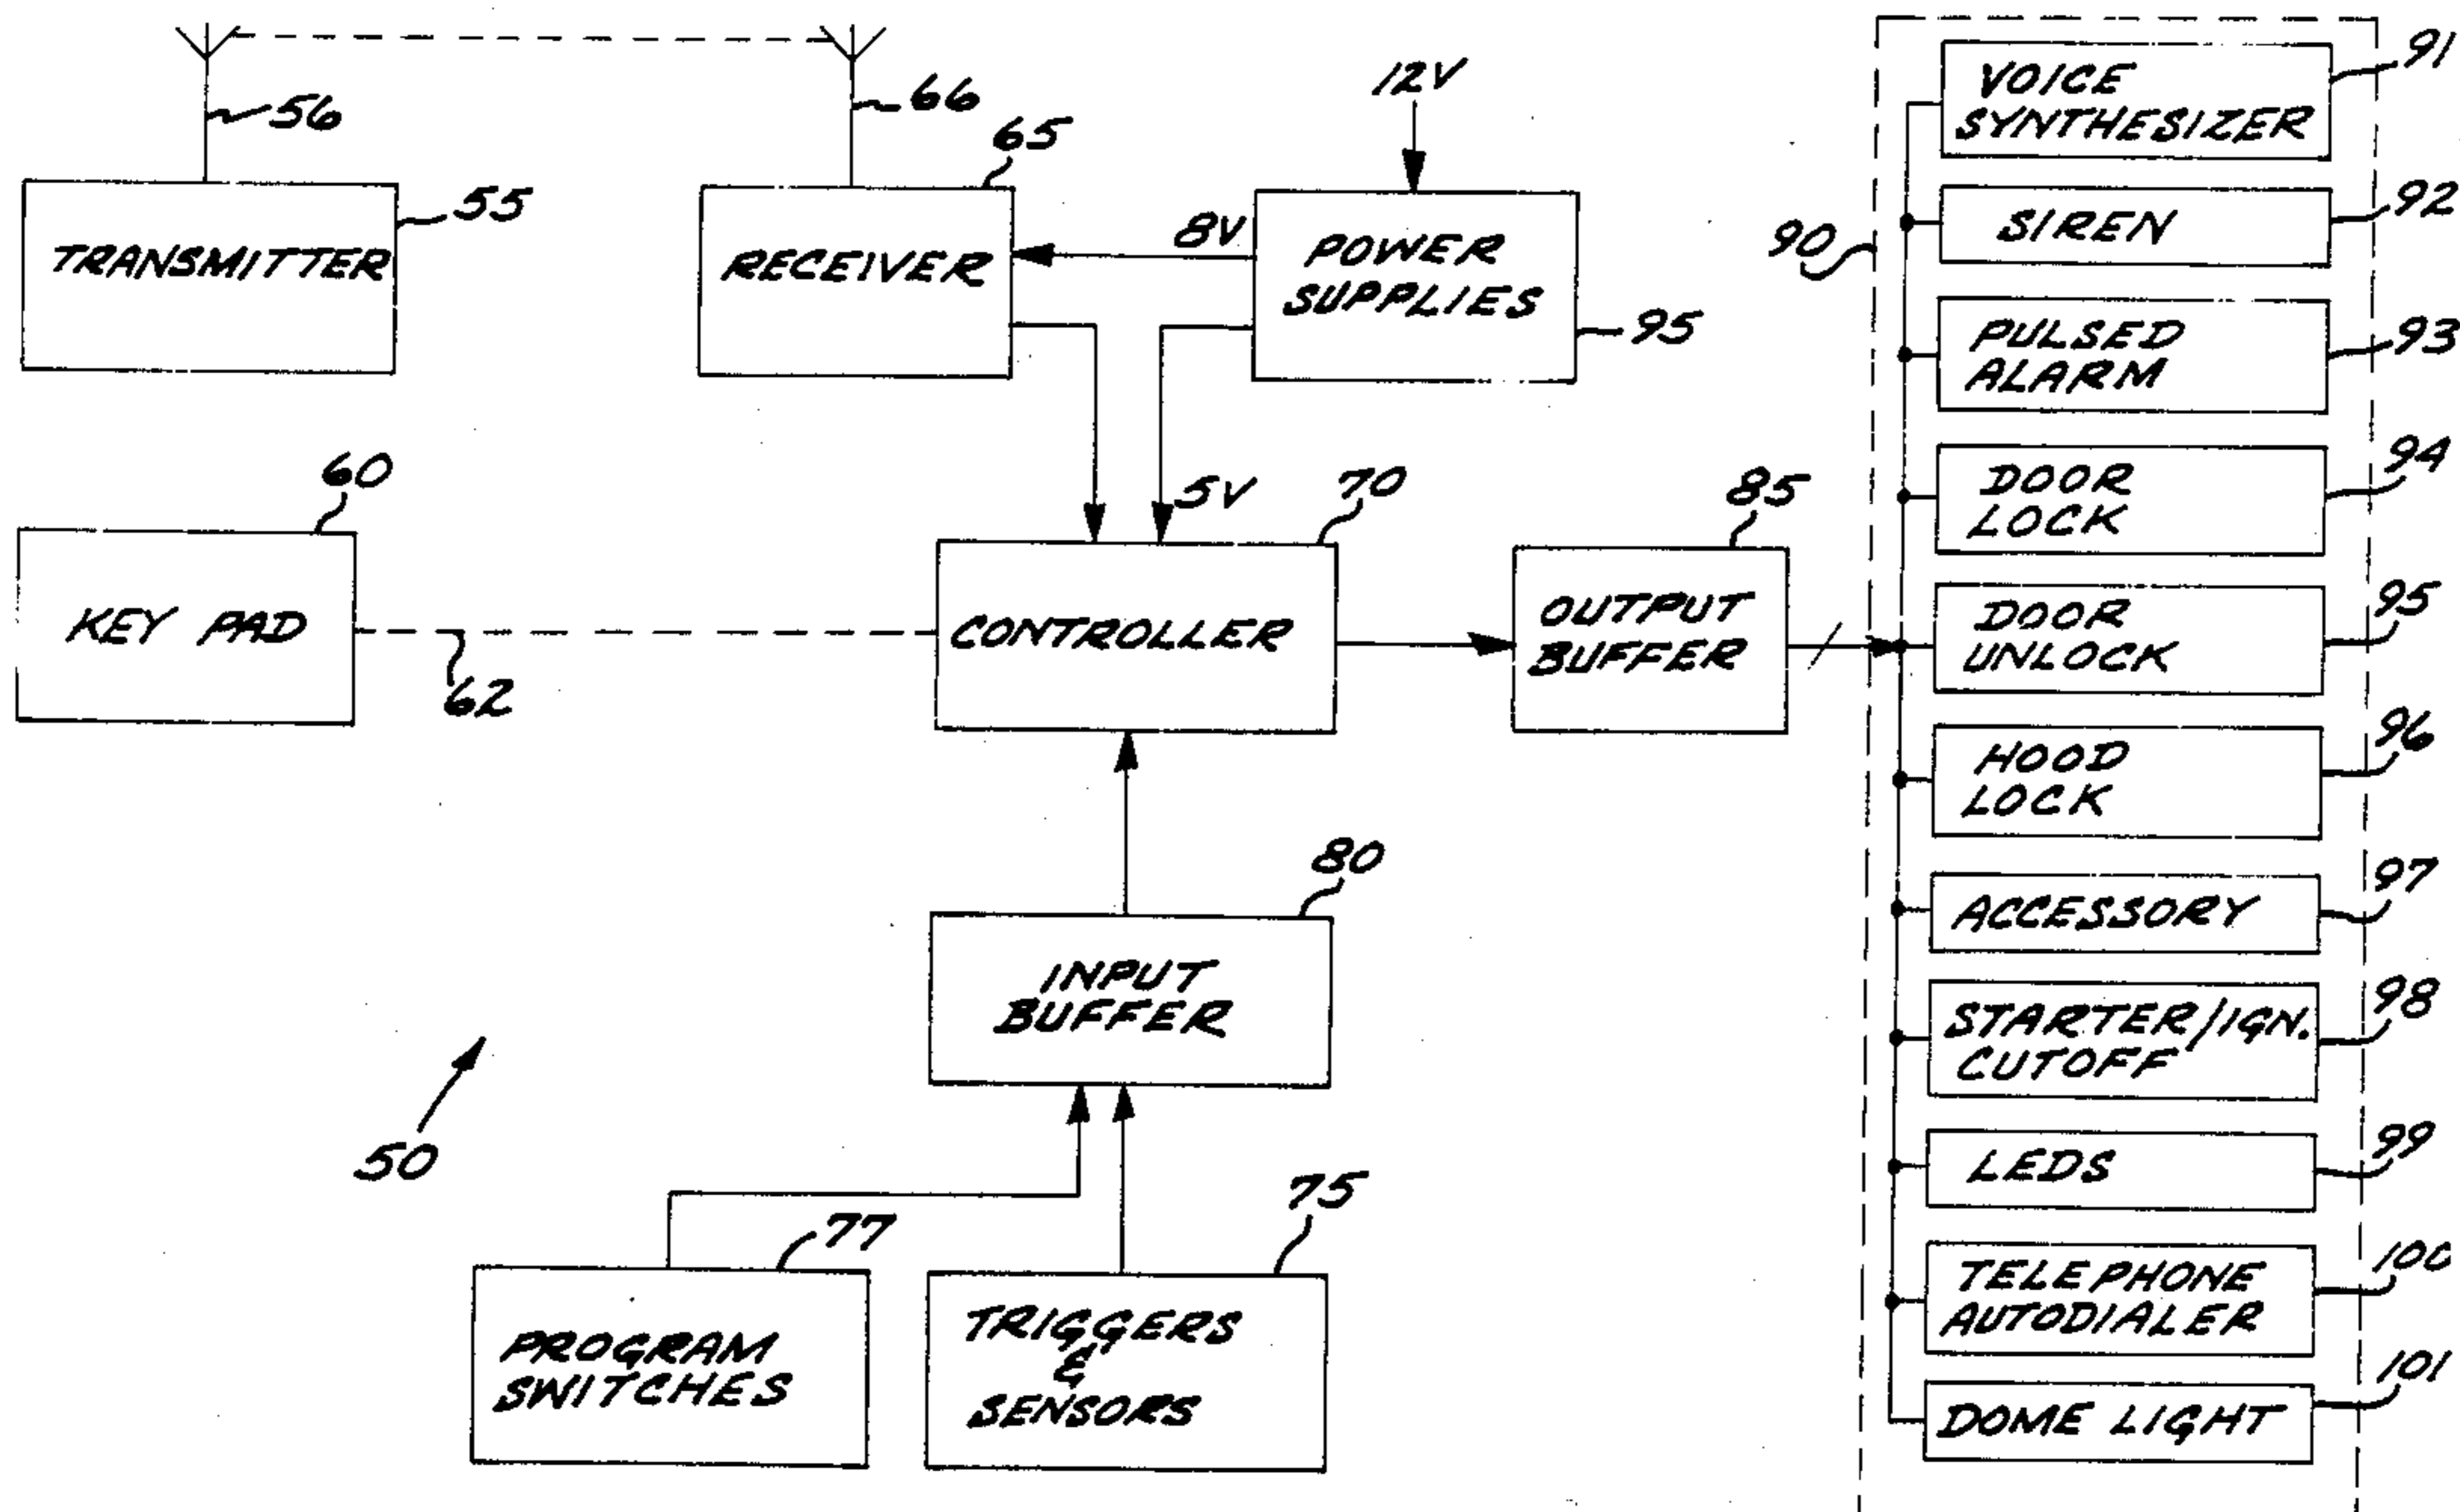 56
66
65
12V
TRANSMITTER
55
RECEIVER
8V
POWER
SUPPLIES
95
KEY PAD
60
62
5V
70
CONTROLLER
85
OUTPUT
BUFFER
80
INPUT
BUFFER
50
77
PROGRAM
SWITCHES
75
TRIGGERS
&
SENSORS
90
VOICE
SYNTHESIZER
91
SIREN
92
PULSED
ALARM
93
DOOR
LOCK
94
DOOR
UNLOCK
95
HOOD
LOCK
96
ACCESSORY
97
STARTER/IGN.
CUTOFF
98
LEDS
99
TELEPHONE
AUTODIALER
100
DOME LIGHT
101